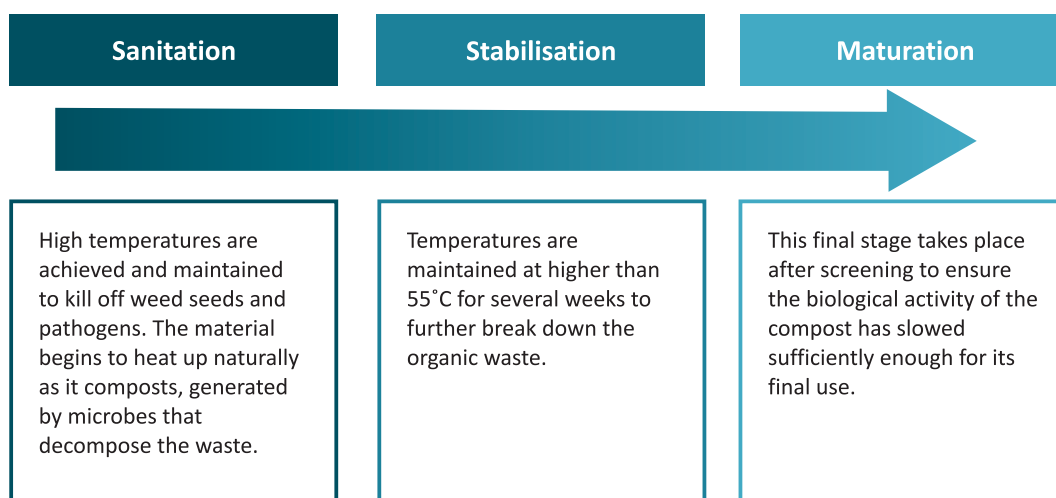 Sanitation
Stabilisation
Maturation
High temperatures are
achieved and maintained
to kill off weed seeds and
pathogens. The material
begins to heat up naturally
as it composts, generated
by microbes that
decompose the waste.
Temperatures are
maintained at higher than
55˚C for several weeks to
further break down the
organic waste.
This final stage takes place
after screening to ensure
the biological activity of the
compost has slowed
sufficiently enough for its
final use.